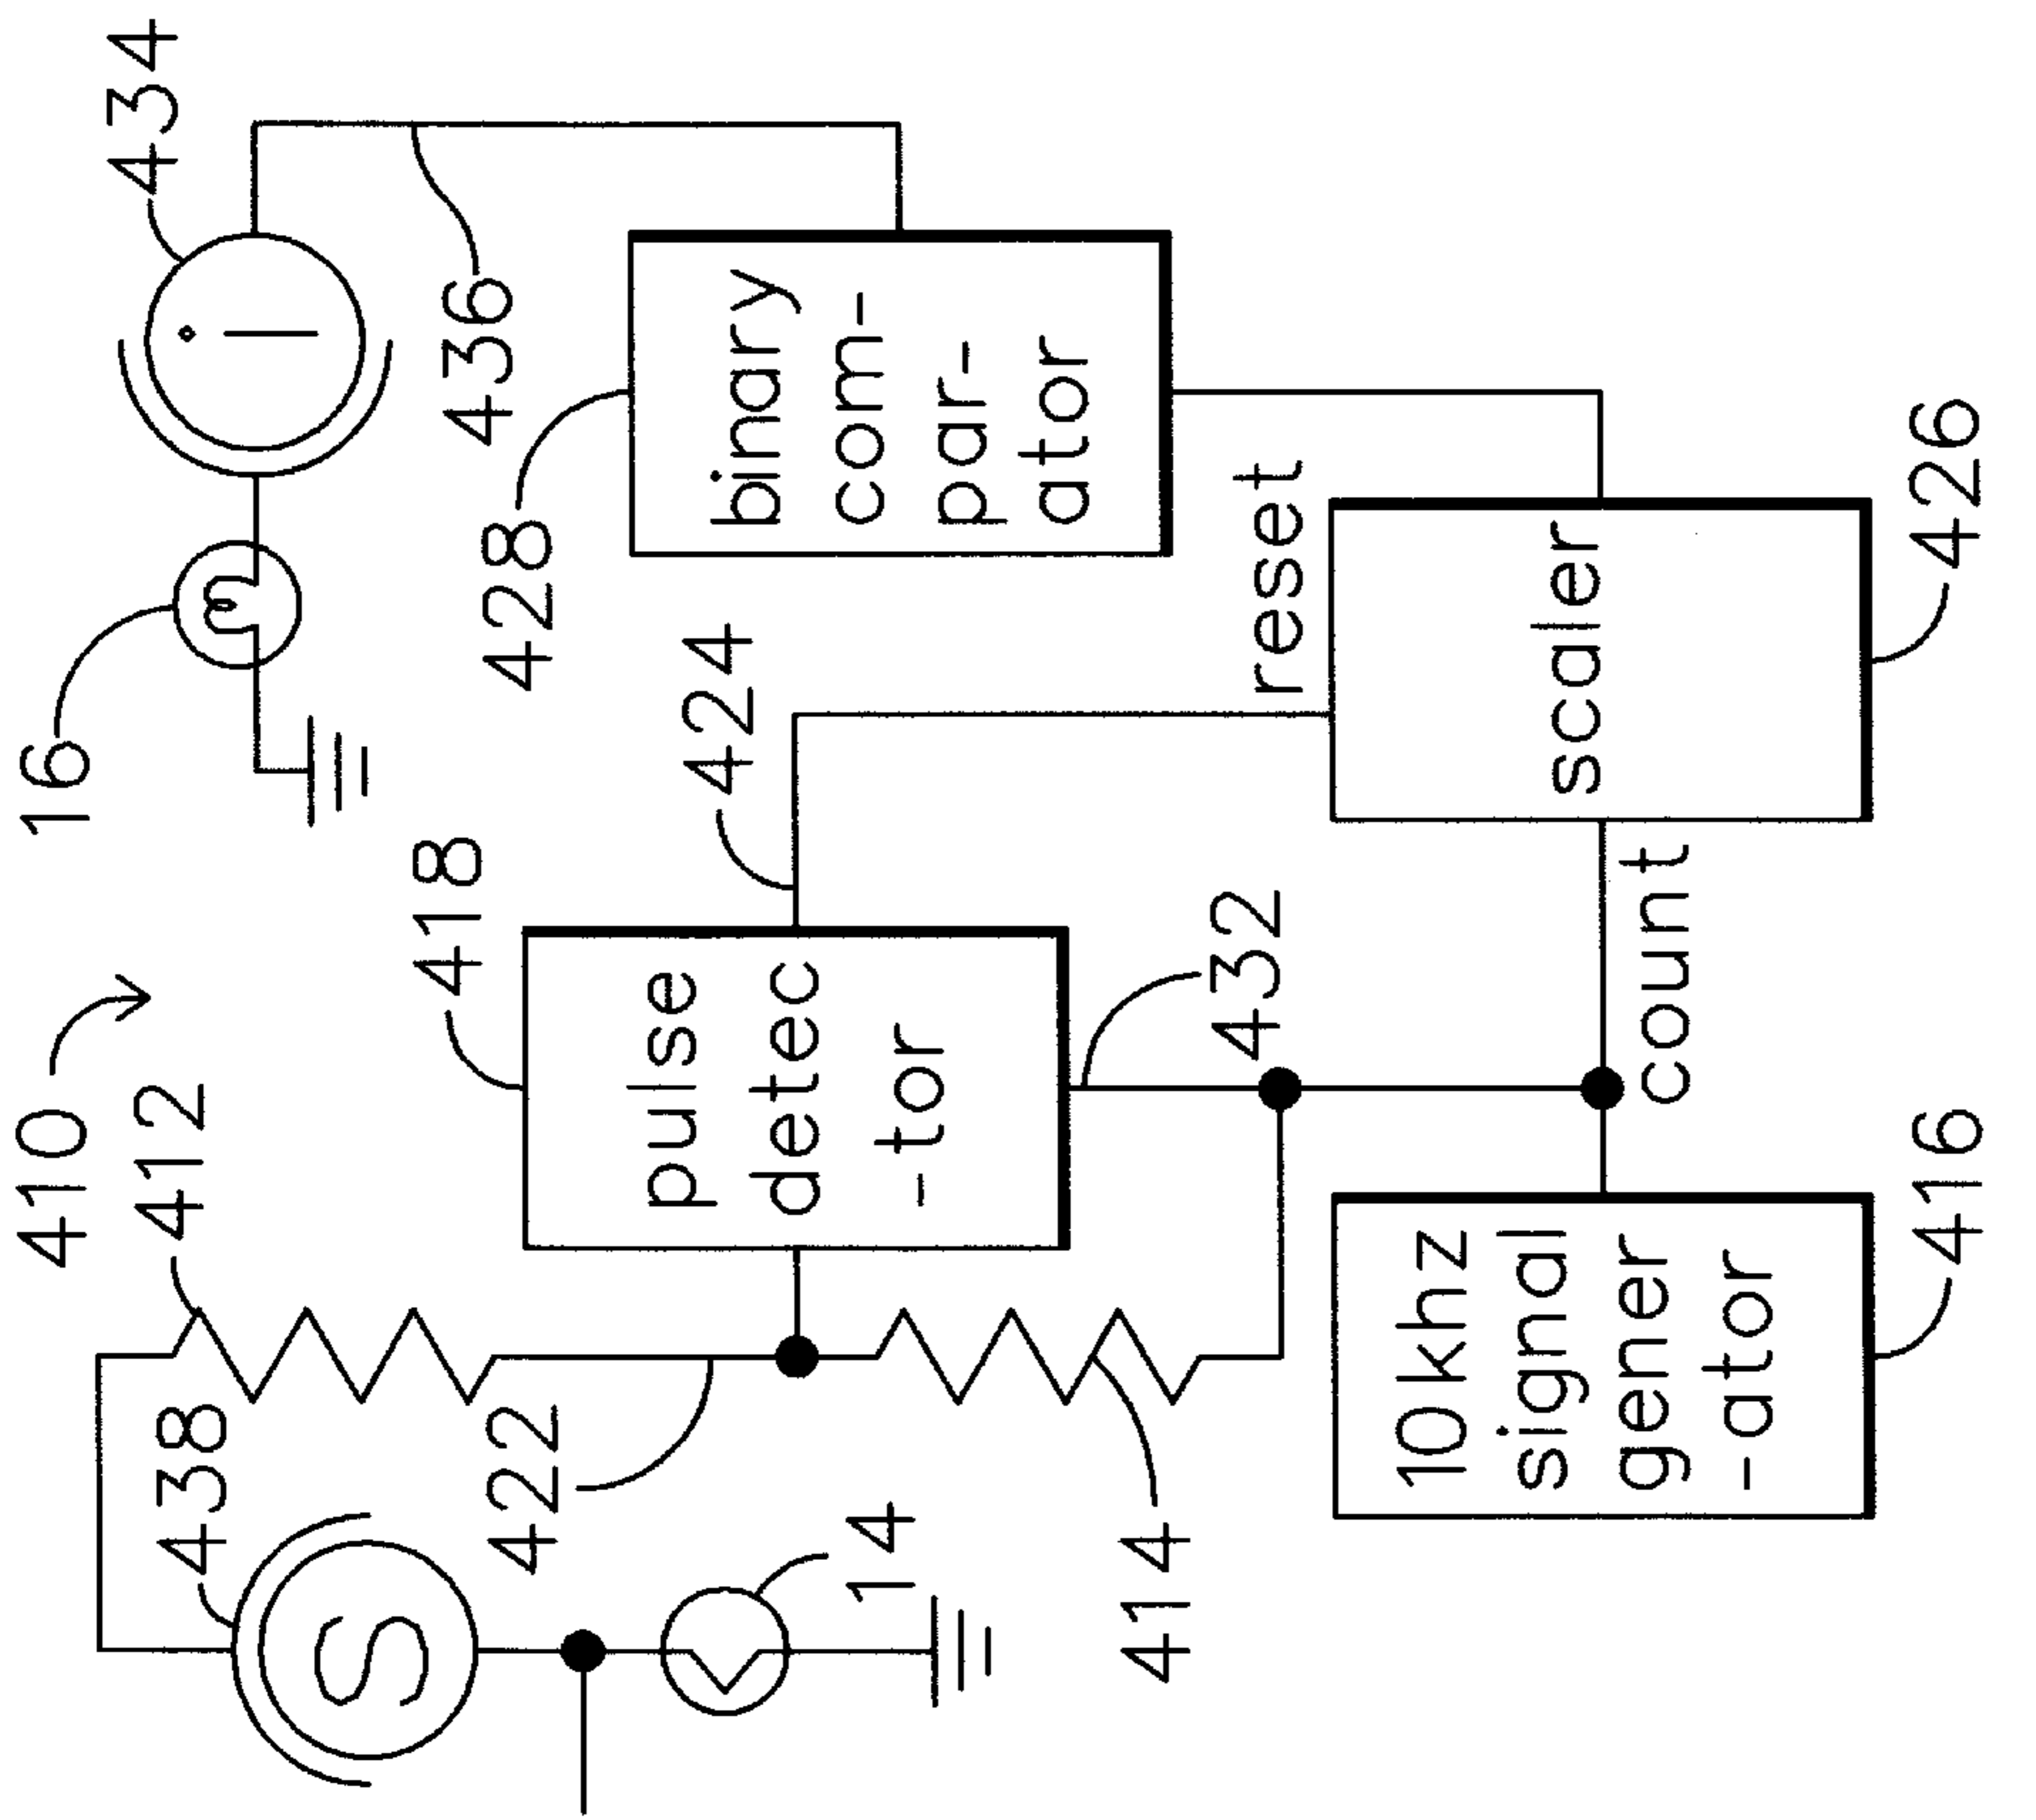 410
16
434
412
438
i
S
418
436
428
422
424
pulse
detec
-tor
binary
com-
par-
ator
14
414
432
reset
10khz
signal
gener
-ator
scaler
count
416
426